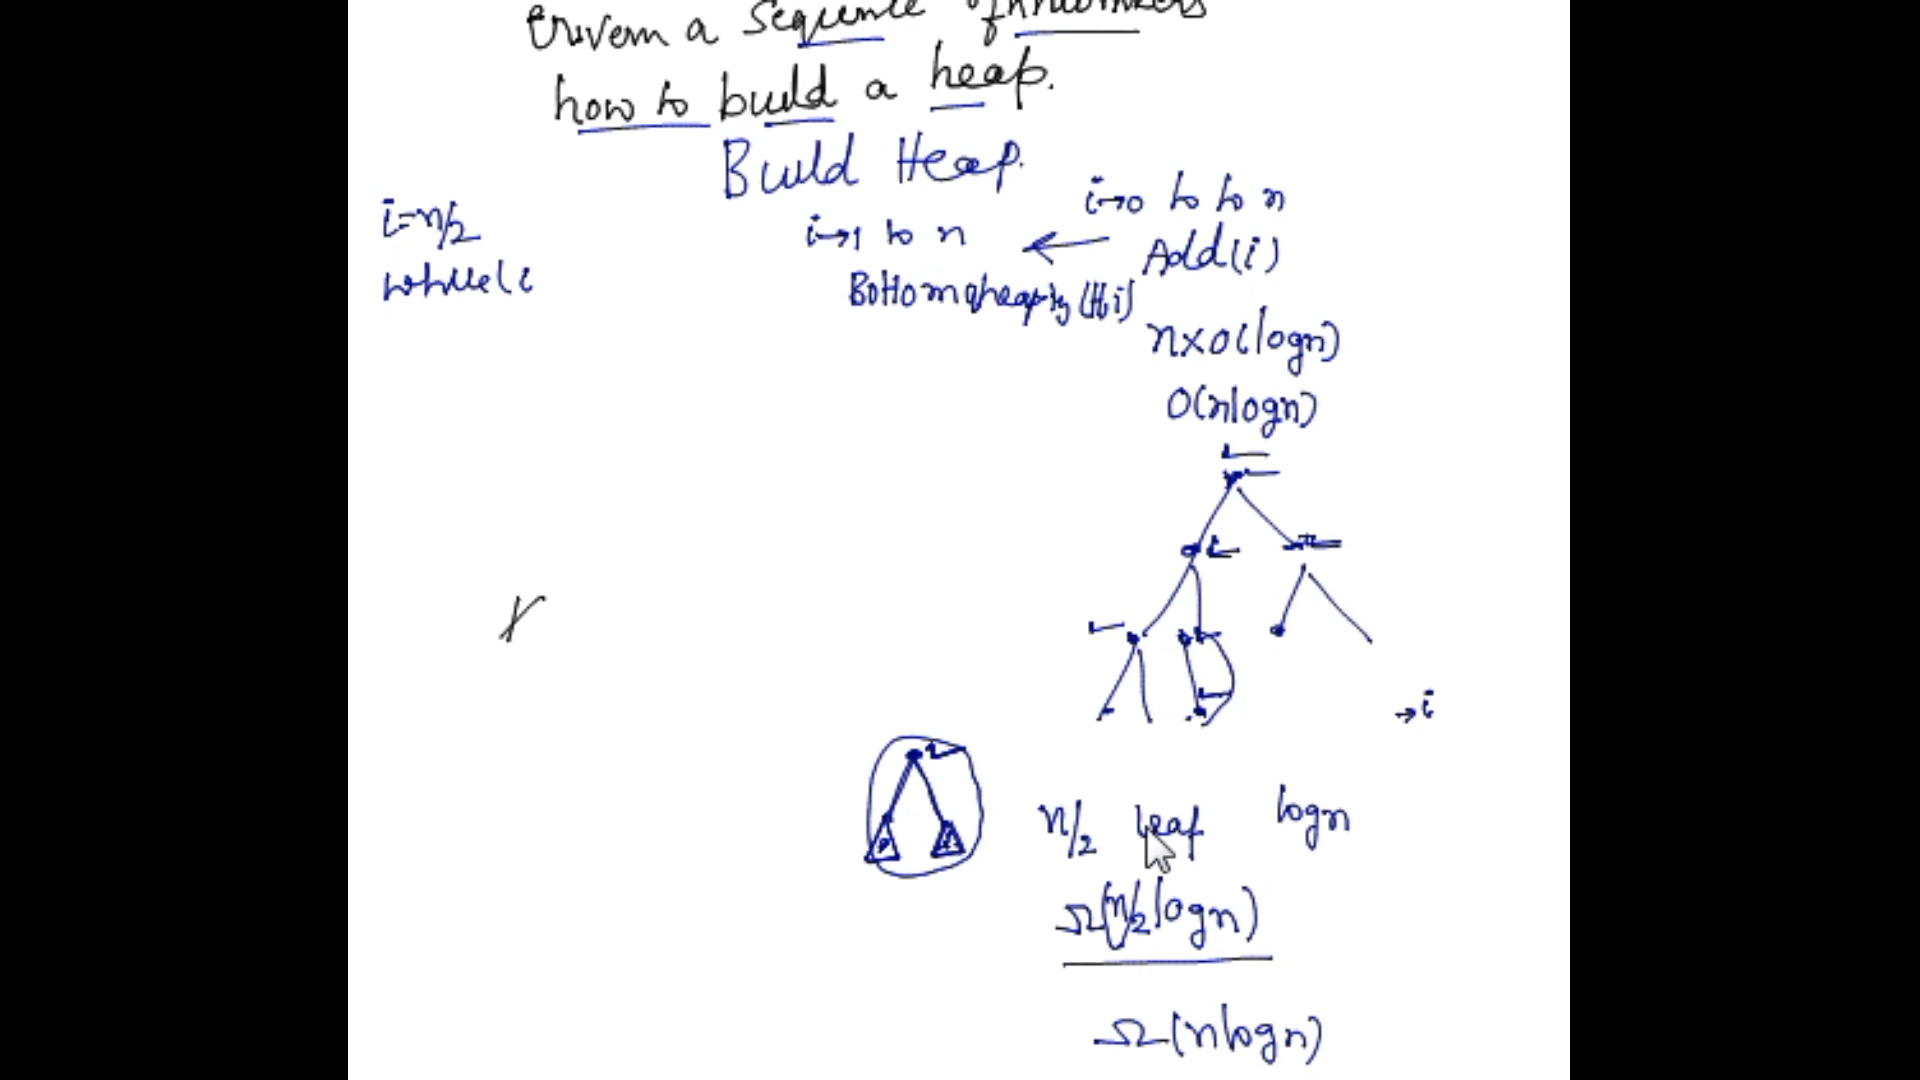 Given a sequence of numbers
how to build a heap.
Build Heap.
i→0 to to n
Add(i)
i→1 to n
Bottomupheapify(H,i)
i=n/2
while(i
n×O(logn)
O(nlogn)
→i
n/2 leaf logn
Ω(n/2 logn)
Ω(nlogn)